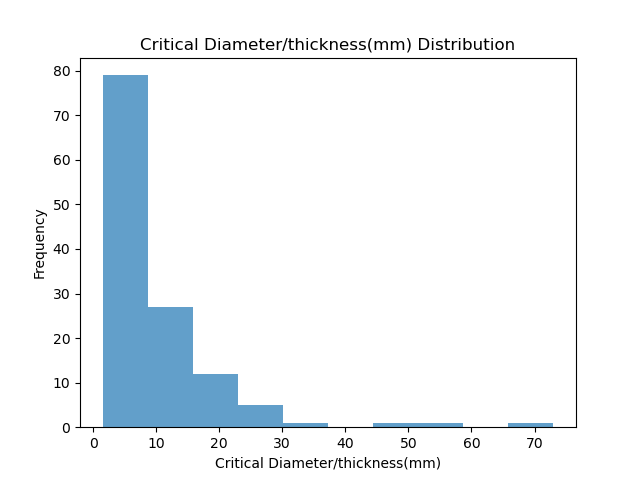 Critical Diameter/thickness(mm) Distribution
80
70
60
50
40
30
20
10
0
Frequency
0 10 20 30 40 50 60 70
Critical Diameter/thickness(mm)